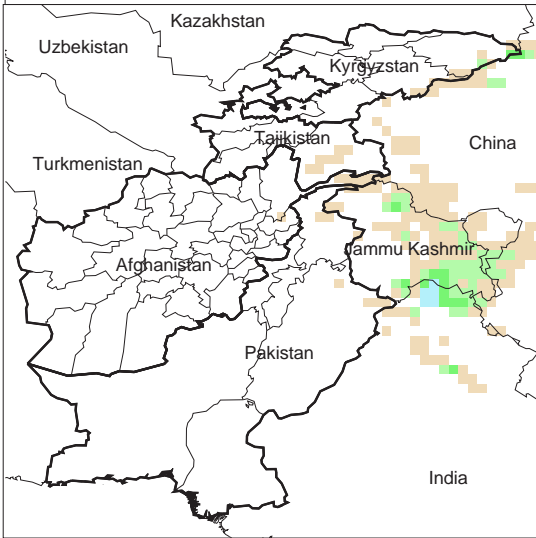 Kazakhstan
Uzbekistan
Kyrgyzstan
Tajikistan
China
Turkmenistan
Jammu Kashmir
Afghanistan
Pakistan
India